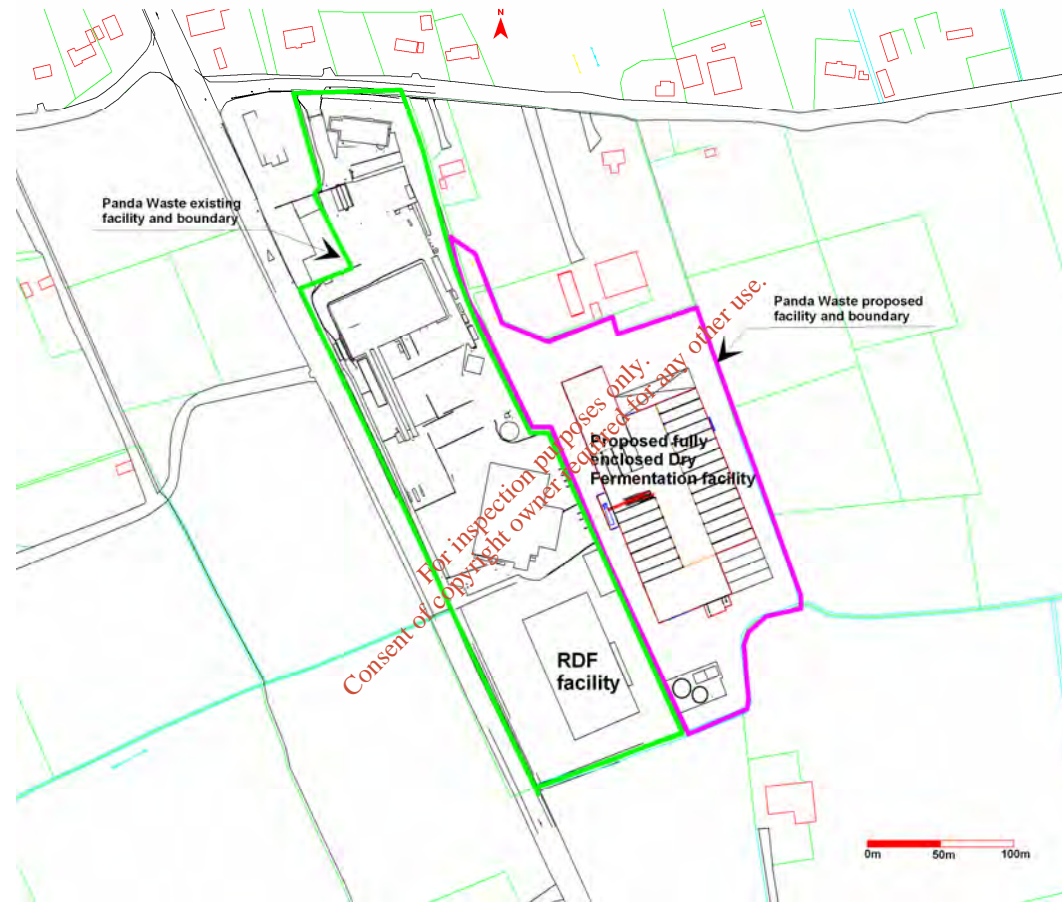 N
Panda Waste existing
facility and boundary
Panda Waste proposed
facility and boundary
Proposed fully
enclosed Dry
Fermentation facility
For inspection purposes only.
Consent of copyright owner required for any other use.
RDF
facility
0m 50m 100m